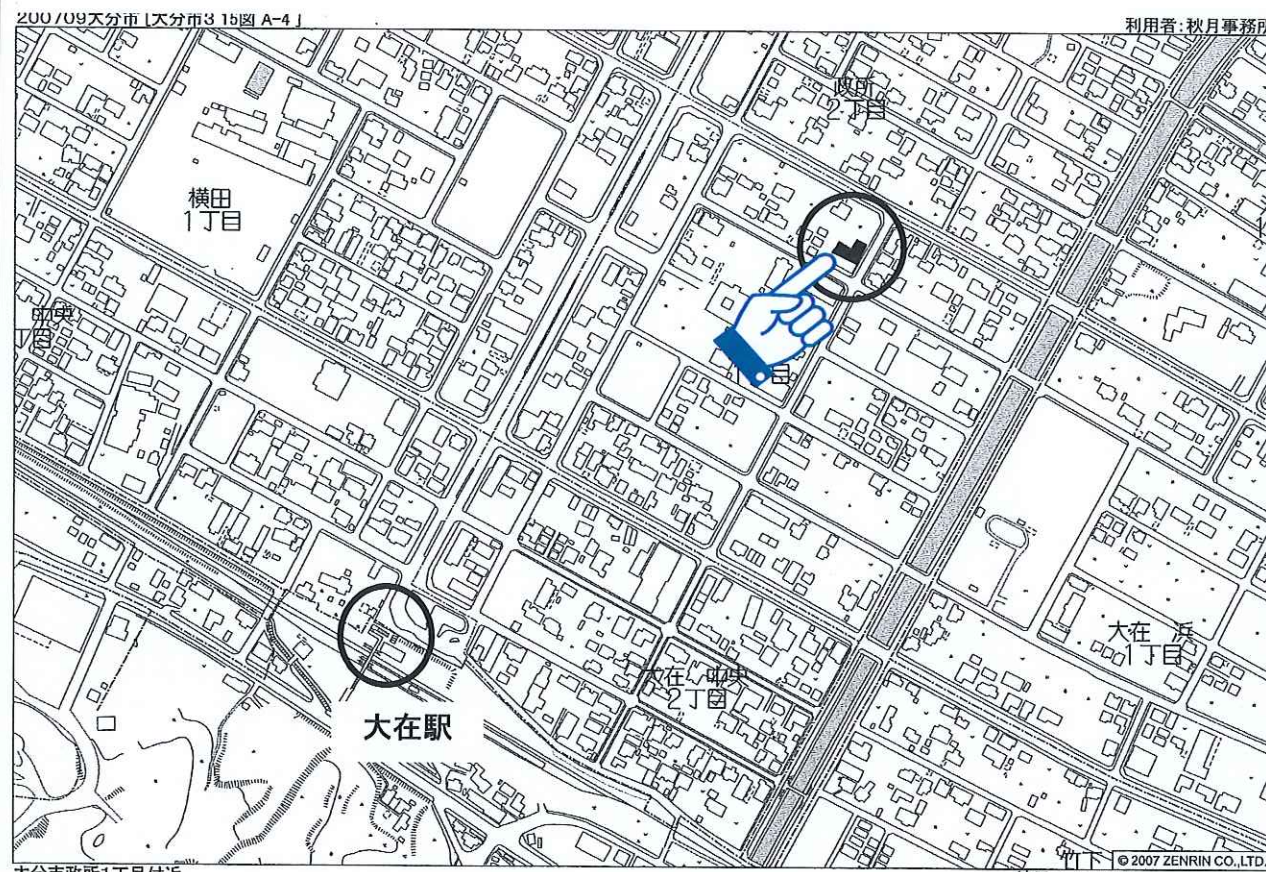 200709大分市 [大分市3 15図 A-4]
利用者:秋月事務所
政所
2丁目
横田
1丁目
中央
丁目
1丁目
大在 浜
1丁目
大在 中央
2丁目
大在駅
竹下
© 2007 ZENRIN CO.,LTD.
大分市政所1丁目付近